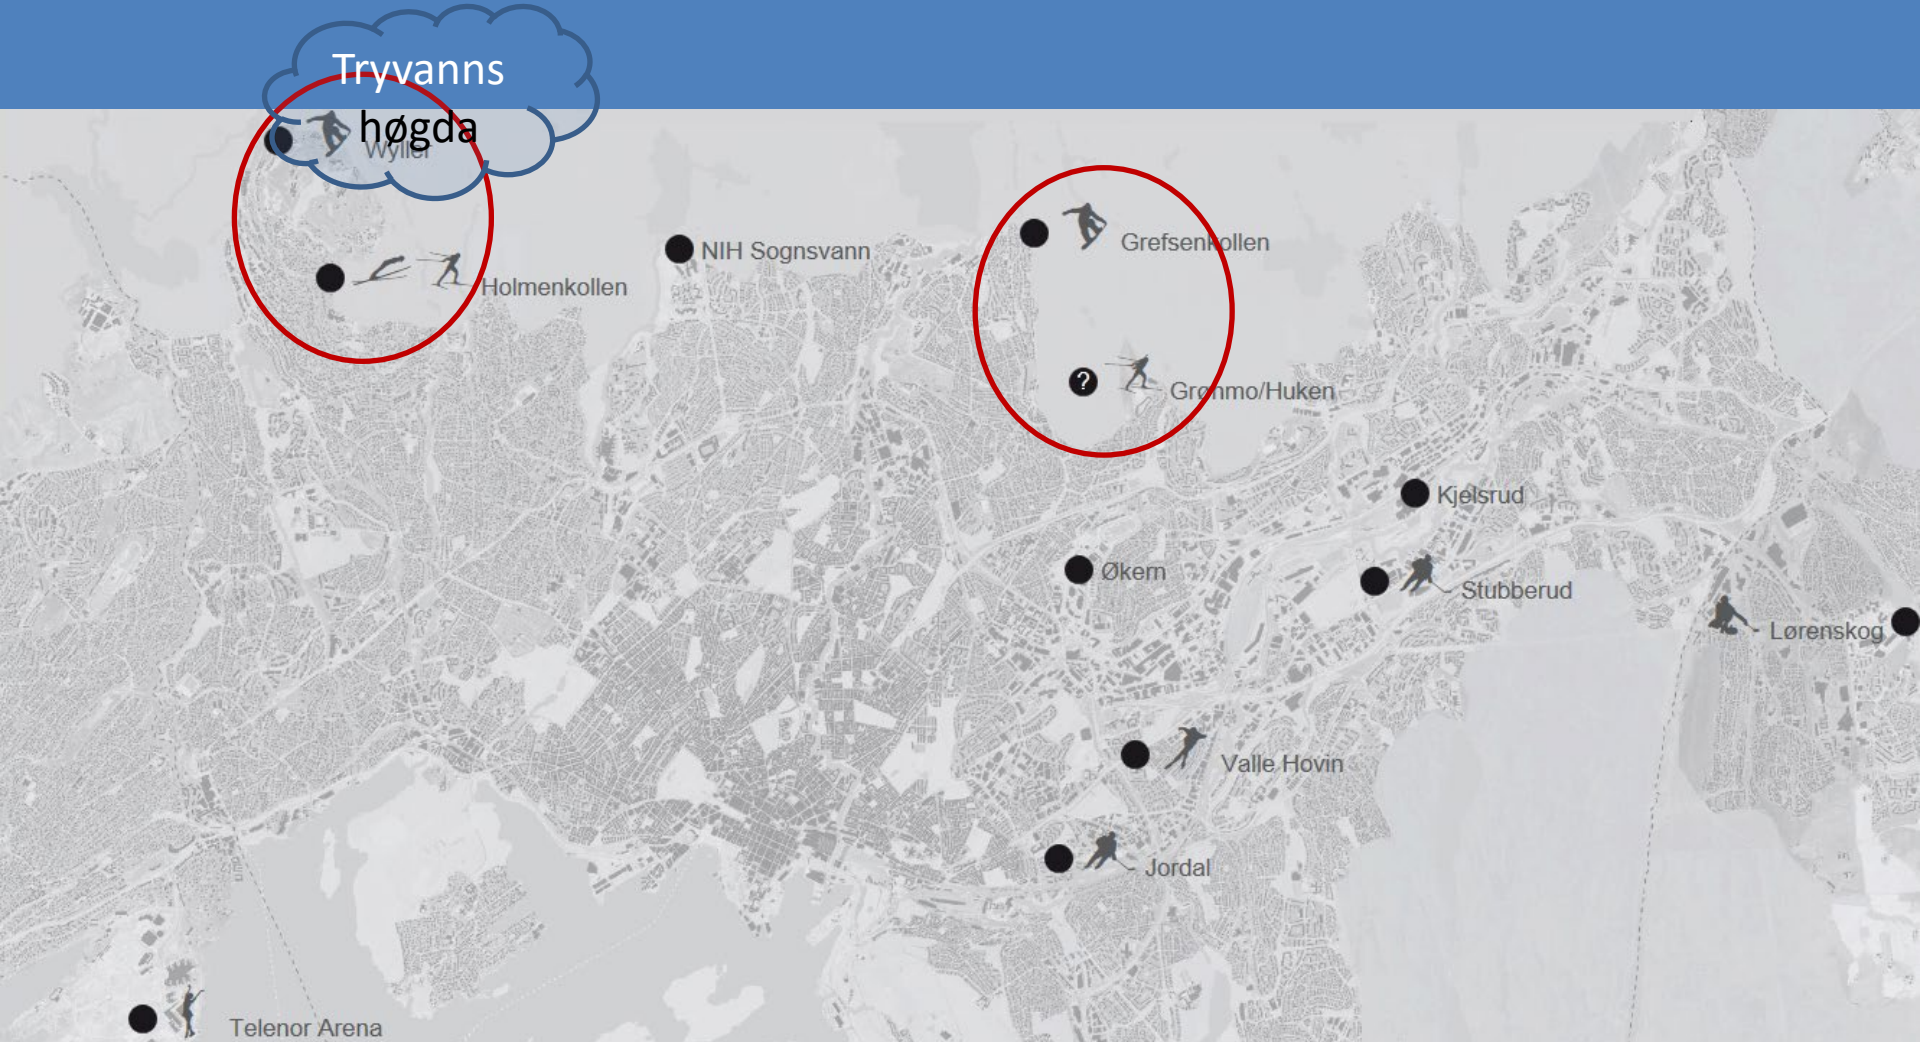 Tryvanns
høgda
Wyller
NIH Sognsvann
Grefsenkollen
Holmenkollen
?
Grønmo/Huken
Kjelsrud
Økern
Stubberud
Lørenskog
Valle Hovin
Jordal
Telenor Arena